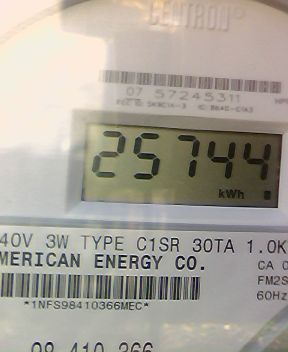 CENTRON®
07 57245311
25744
kWh
40V 3W TYPE C1SR 30TA 1.0K
MERICAN ENERGY CO.
CA 0
FM2S
*1NFS98410366MEC*
60Hz
08 410 366